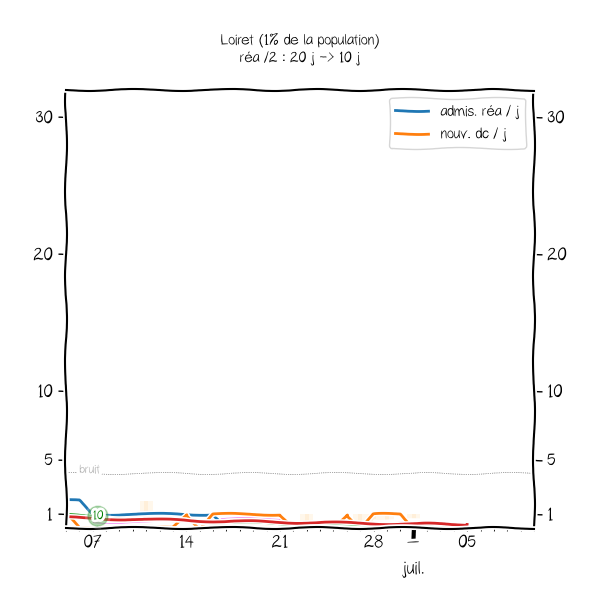 Loiret (1% de la population)
réa /2 : 20 j -> 10 j
admis. réa / j
nouv. dc / j
30
30
20
20
10
10
5
5
bruit
1
1
10
07
14
21
28
05
juil.